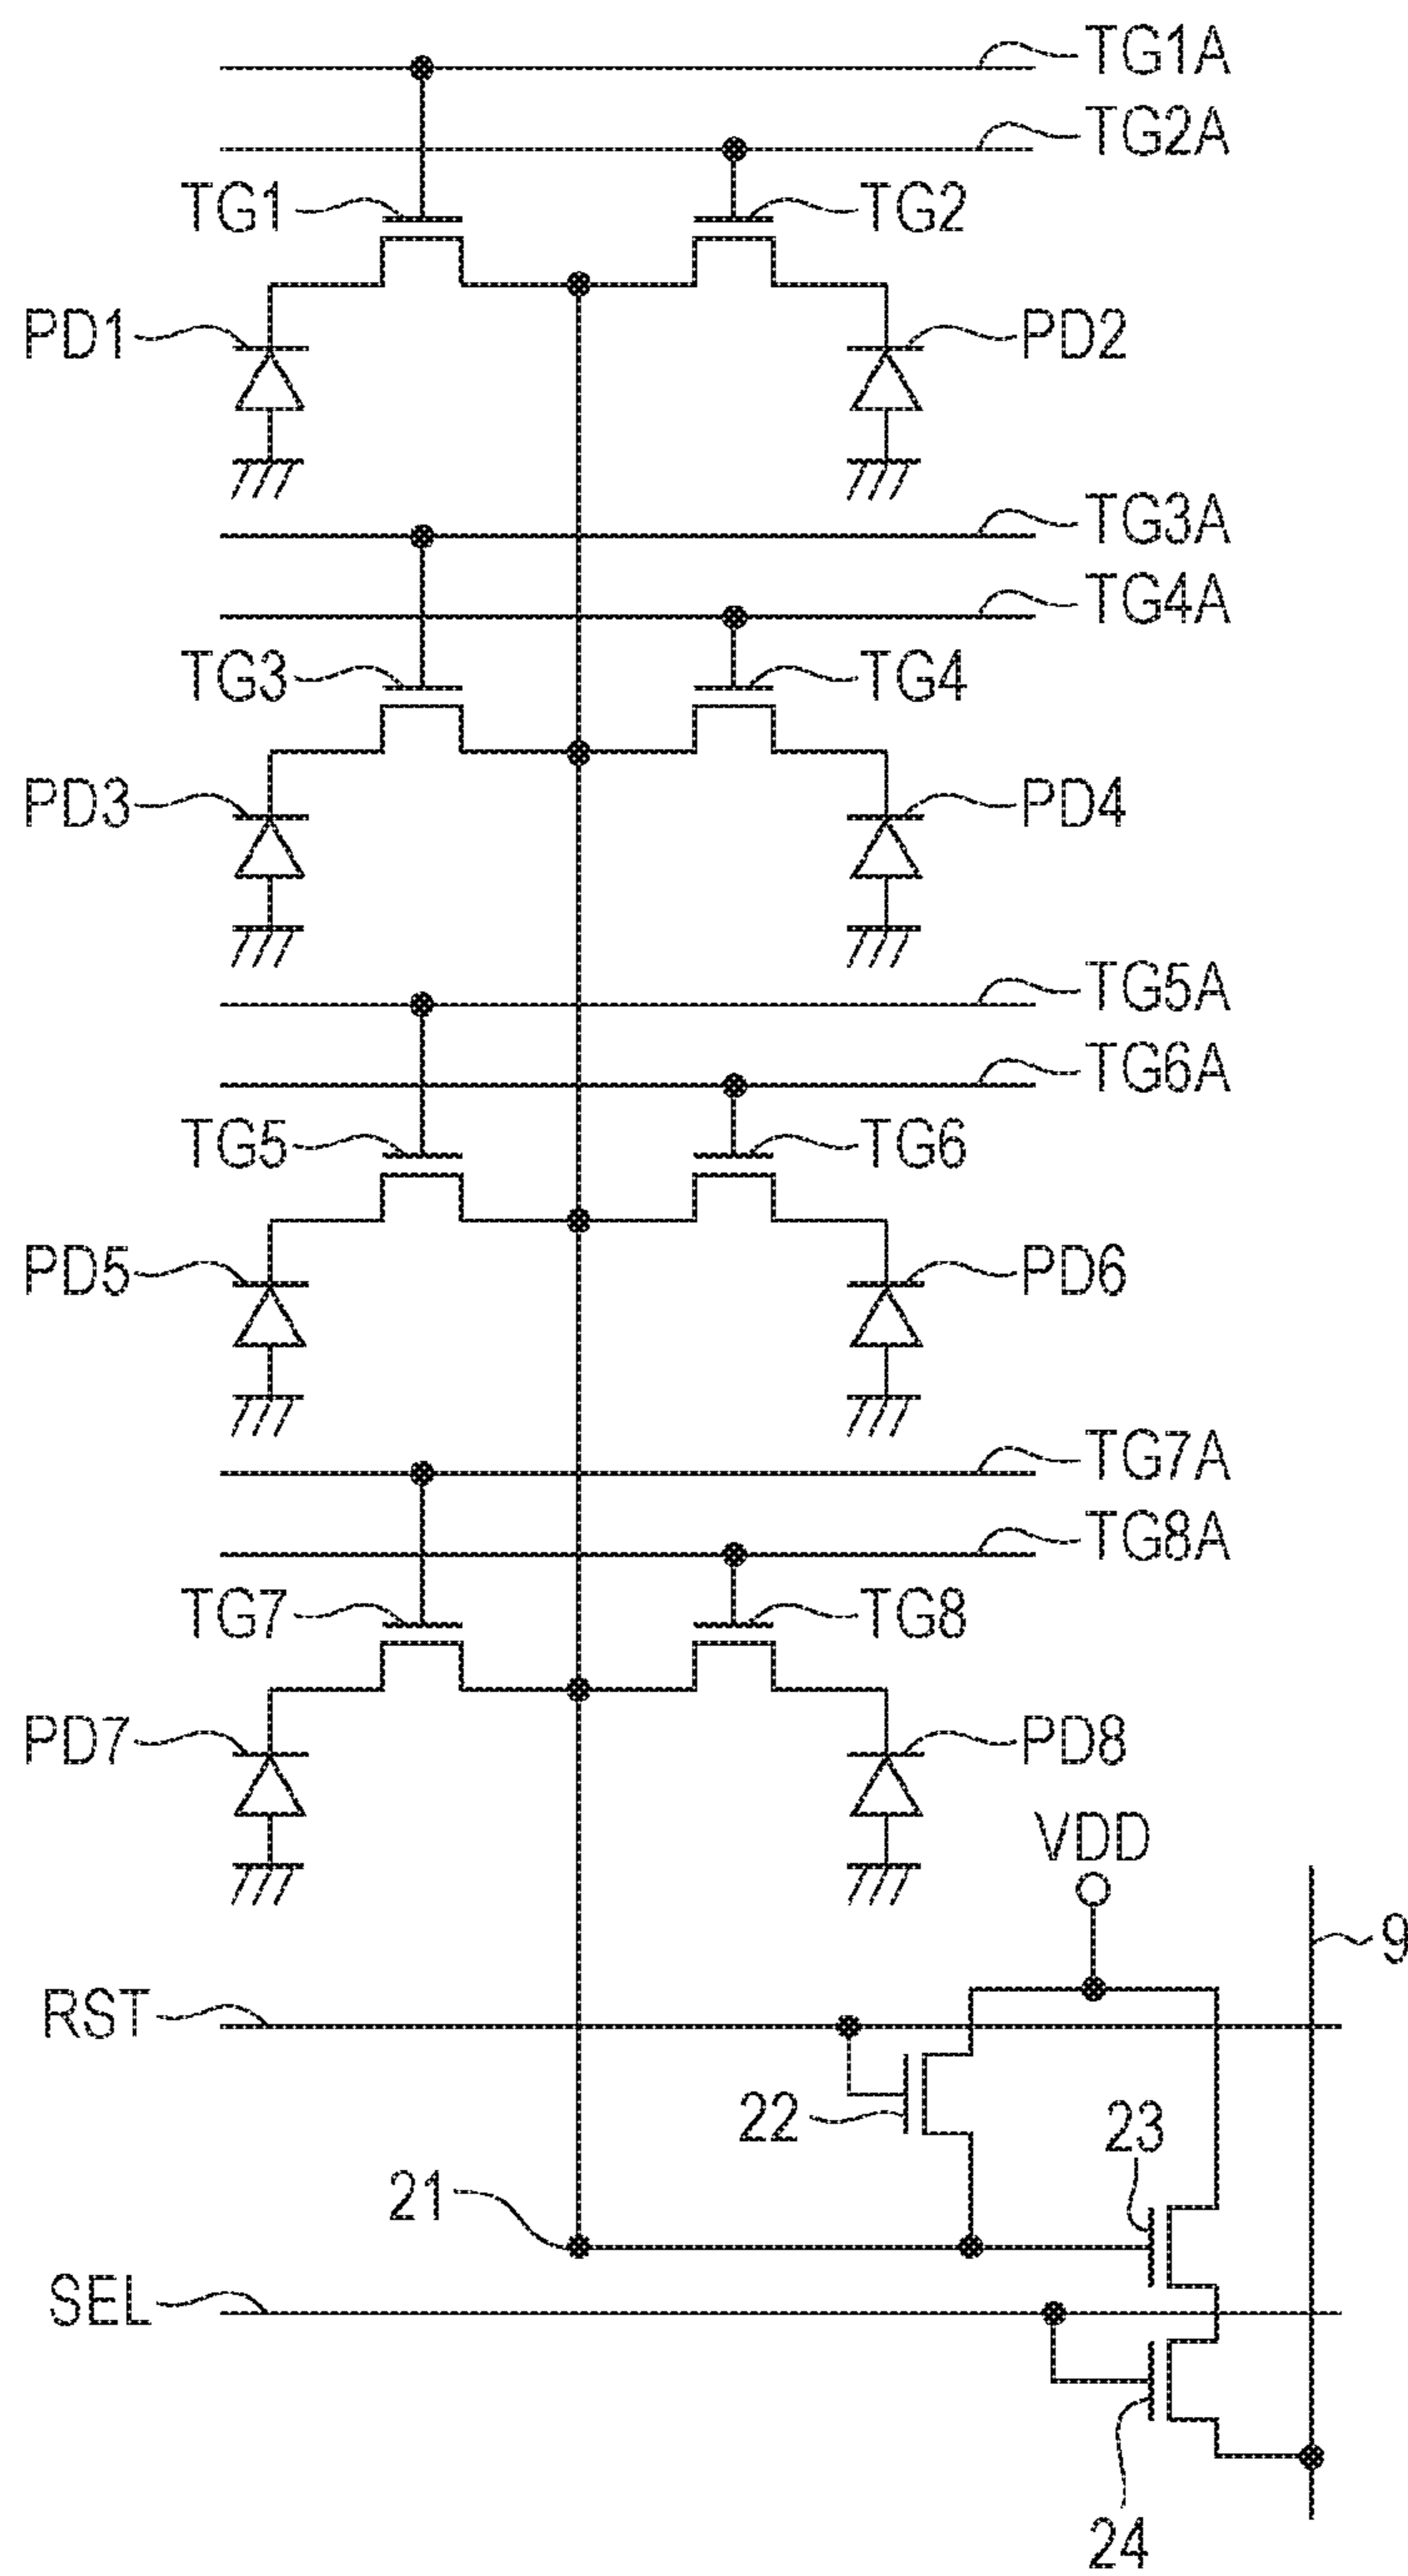 TG1A
TG2A
TG1 TG2
PD1 PD2
TG3A
TG4A
TG3 TG4
PD3 PD4
TG5A
TG6A
TG5 TG6
PD5 PD6
TG7A
TG8A
TG7 TG8
PD7 PD8
VDD
9
RST
22 23
21
SEL
24